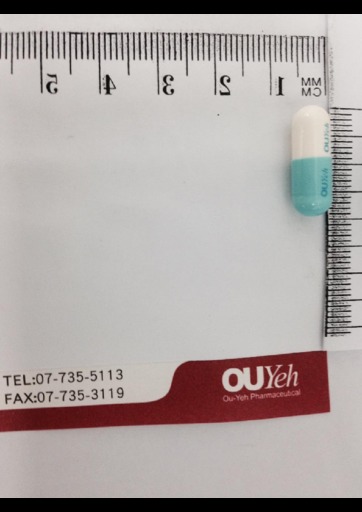 5 4 3 2 1 MM
CM
TEL:07-735-5113
FAX:07-735-3119
OUYeh
Ou-Yeh Pharmaceutical